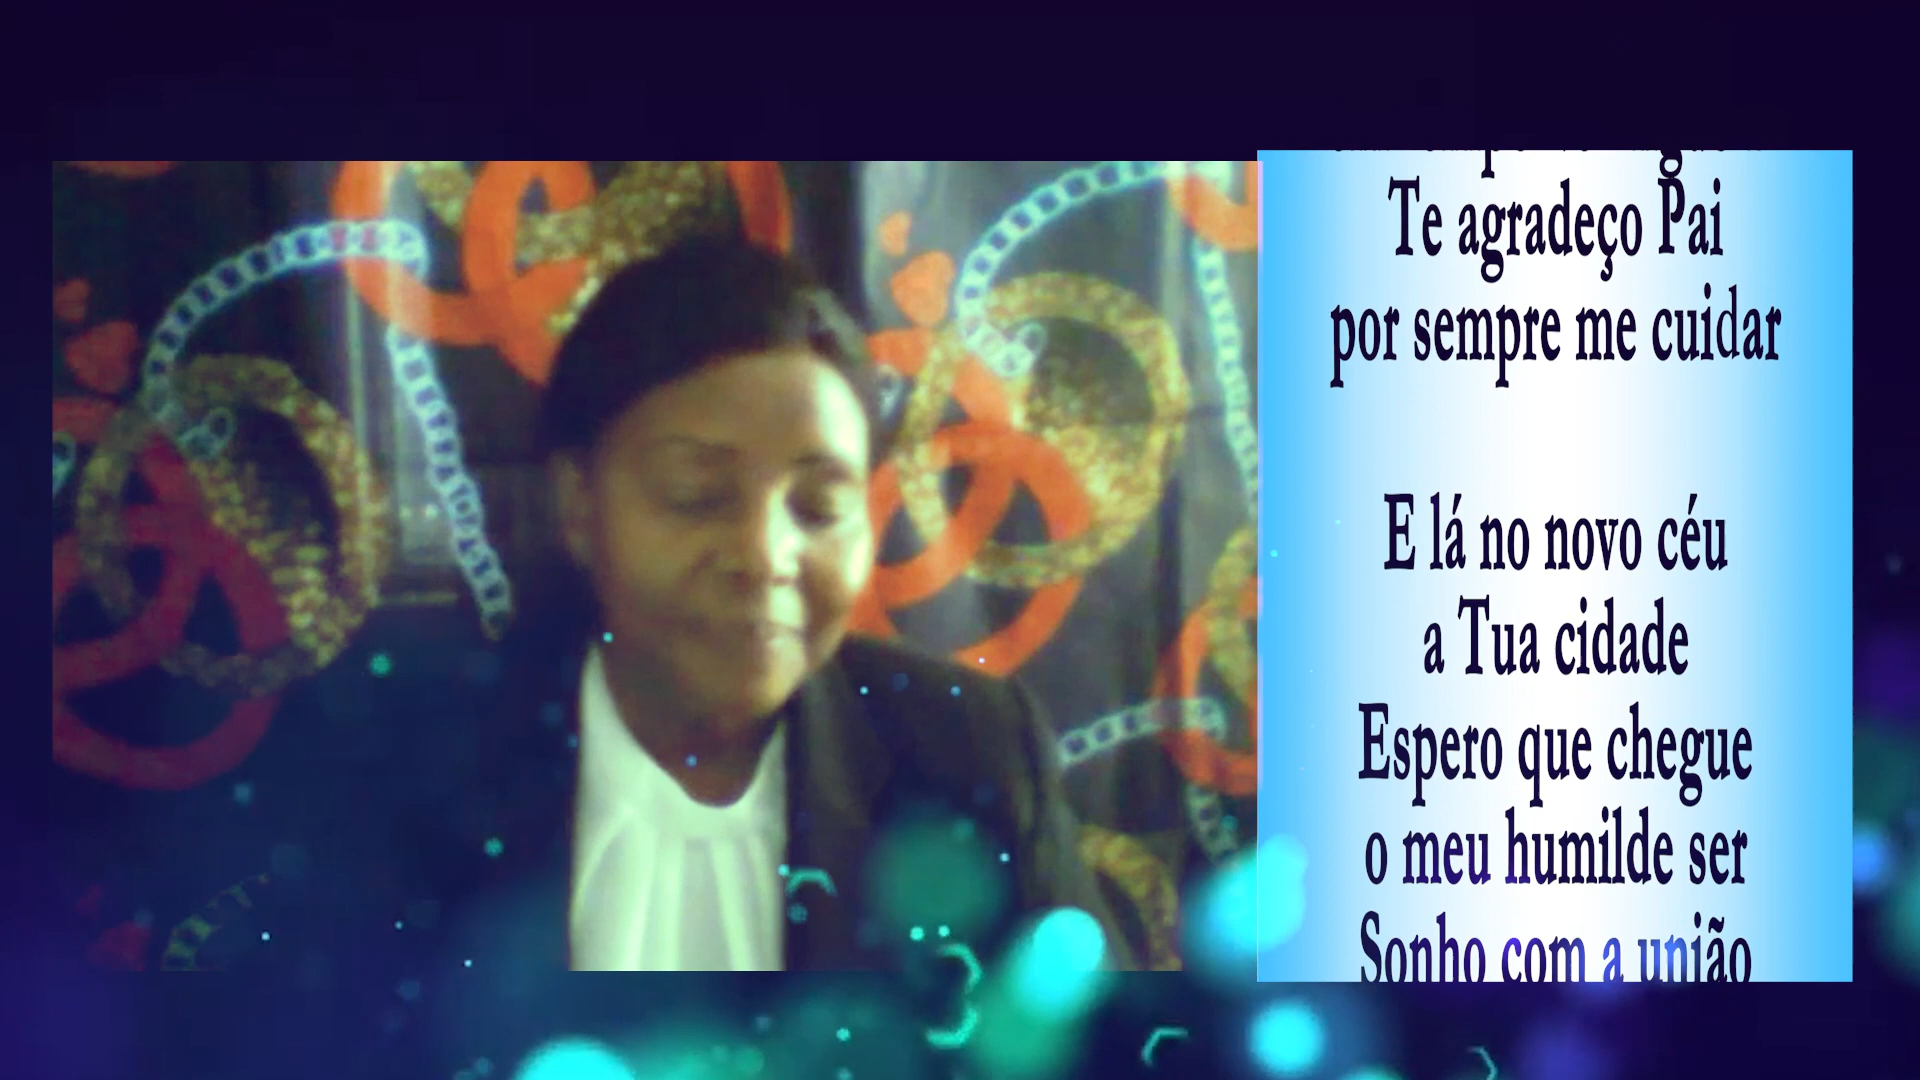 Te agradeço Pai
por sempre me cuidar
E lá no novo céu
a Tua cidade
Espero que chegue
o meu humilde ser
Sonho com a união